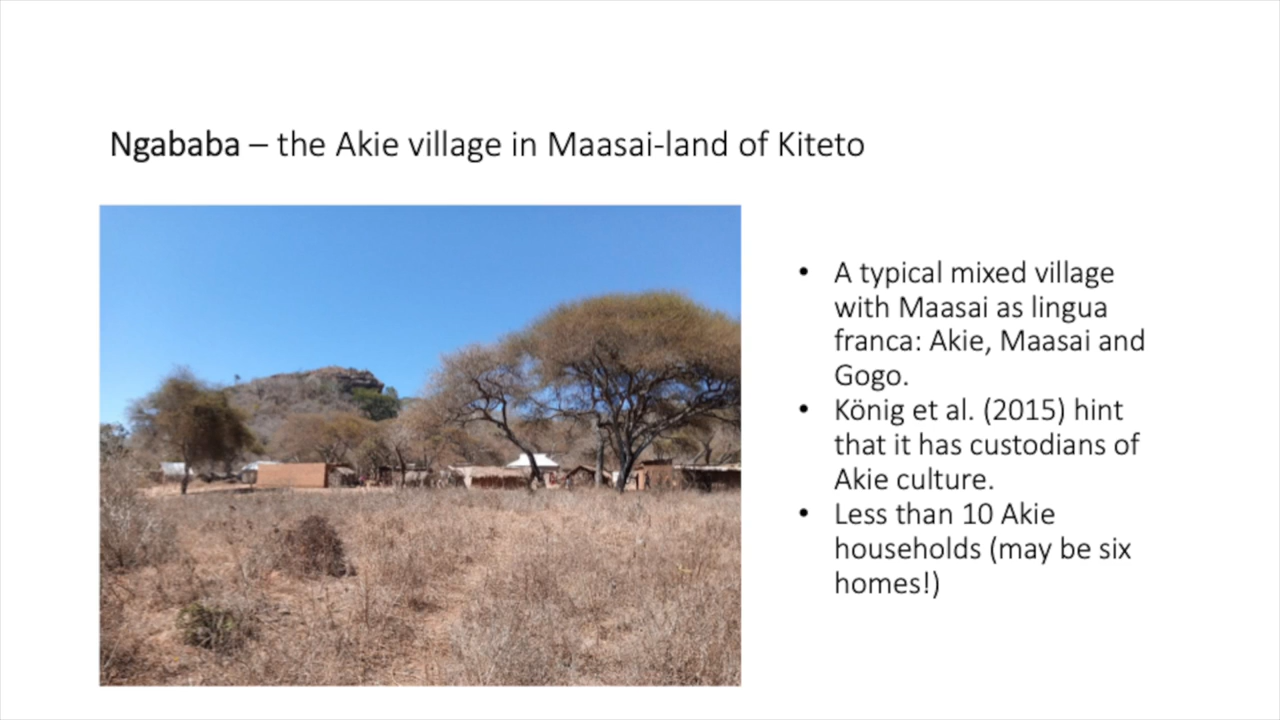 Ngababa – the Akie village in Maasai-land of Kiteto
• A typical mixed village
with Maasai as lingua
franca: Akie, Maasai and
Gogo.
• König et al. (2015) hint
that it has custodians of
Akie culture.
• Less than 10 Akie
households (may be six
homes!)